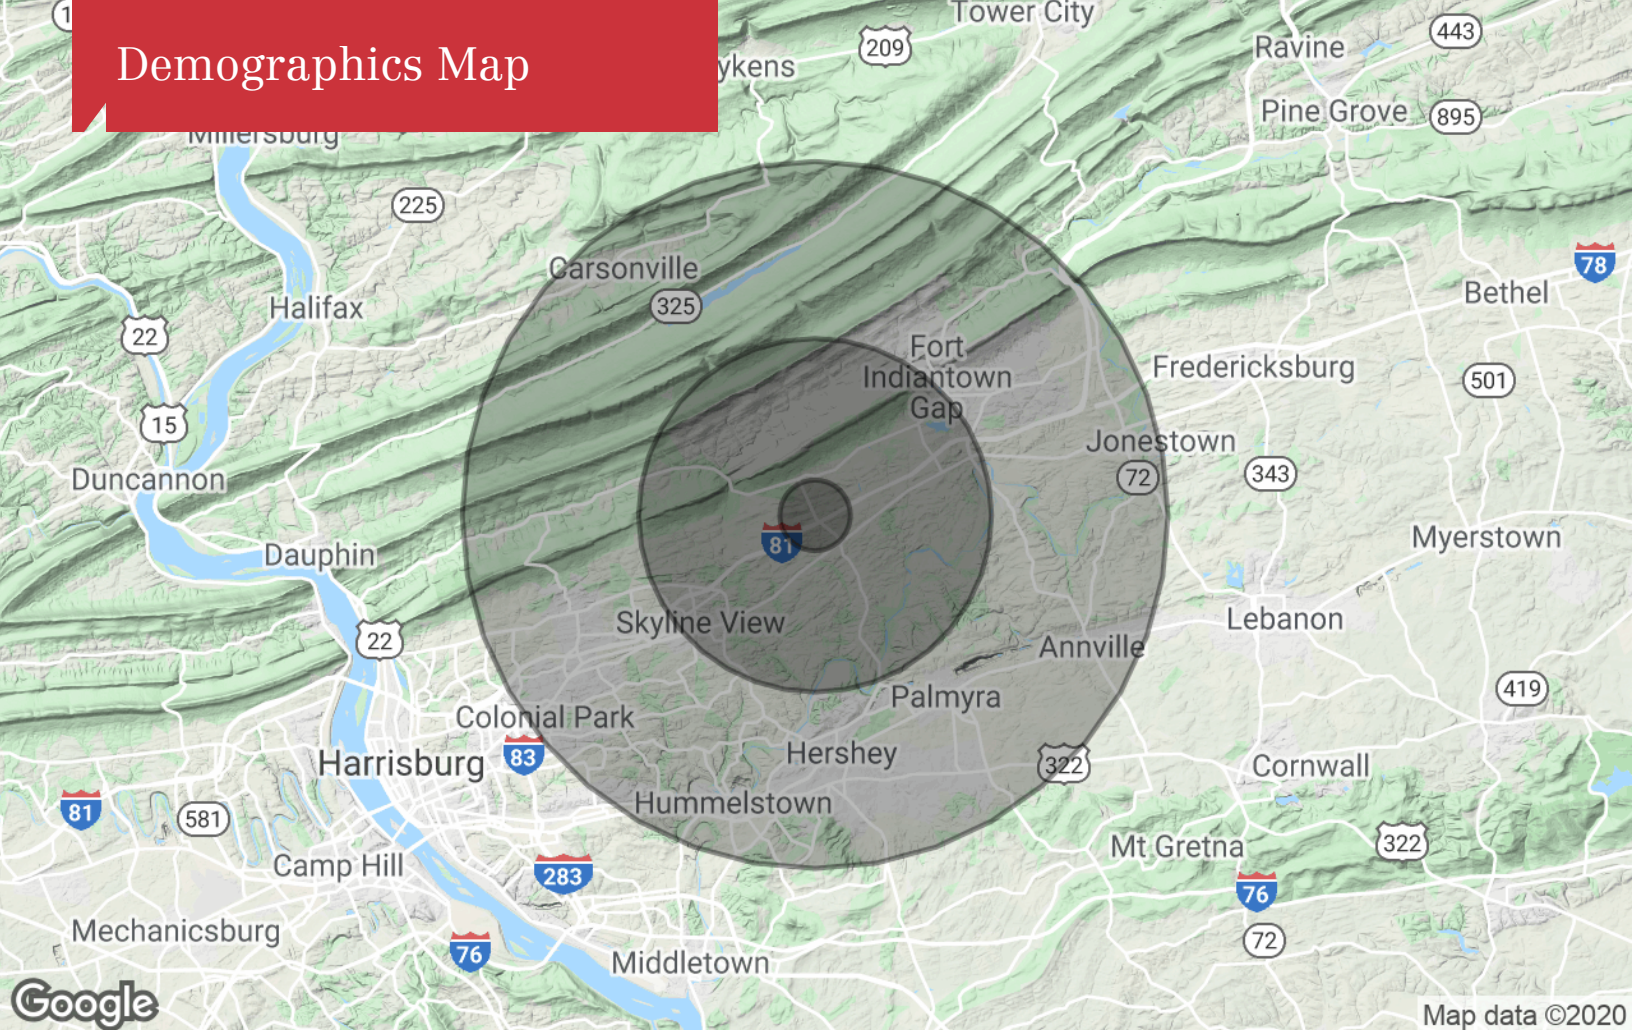 Demographics Map
Tower City
209
443
Ravine
ykens
Pine Grove
895
Millersburg
225
78
Carsonville
Bethel
325
Halifax
22
Fort
Indiantown
Gap
Fredericksburg
501
15
Jonestown
72
343
Duncannon
81
Myerstown
Dauphin
Skyline View
Lebanon
22
Annville
419
Palmyra
Colonial Park
83
Hershey
322
Cornwall
Harrisburg
Hummelstown
81
581
322
Mt Gretna
Camp Hill
283
76
Mechanicsburg
72
76
Middletown
Google
Map data ©2020